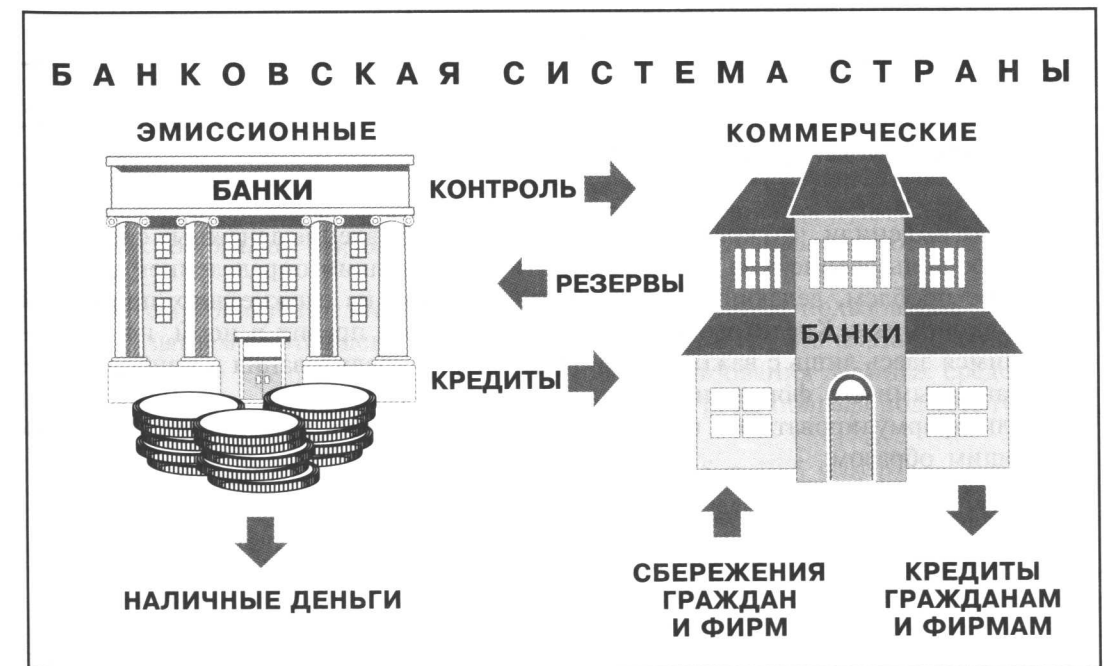 БАНКОВСКАЯ СИСТЕМА СТРАНЫ
ЭМИССИОННЫЕ
БАНКИ
КОММЕРЧЕСКИЕ
БАНКИ
КОНТРОЛЬ
РЕЗЕРВЫ
КРЕДИТЫ
НАЛИЧНЫЕ ДЕНЬГИ
СБЕРЕЖЕНИЯ
ГРАЖДАН
И ФИРМ
КРЕДИТЫ
ГРАЖДАНАМ
И ФИРМАМ